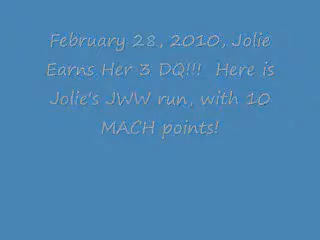 February 28, 2010, Jolie
Earns Her 3 DQ!!! Here is
Jolie's JWW run, with 10
MACH points!